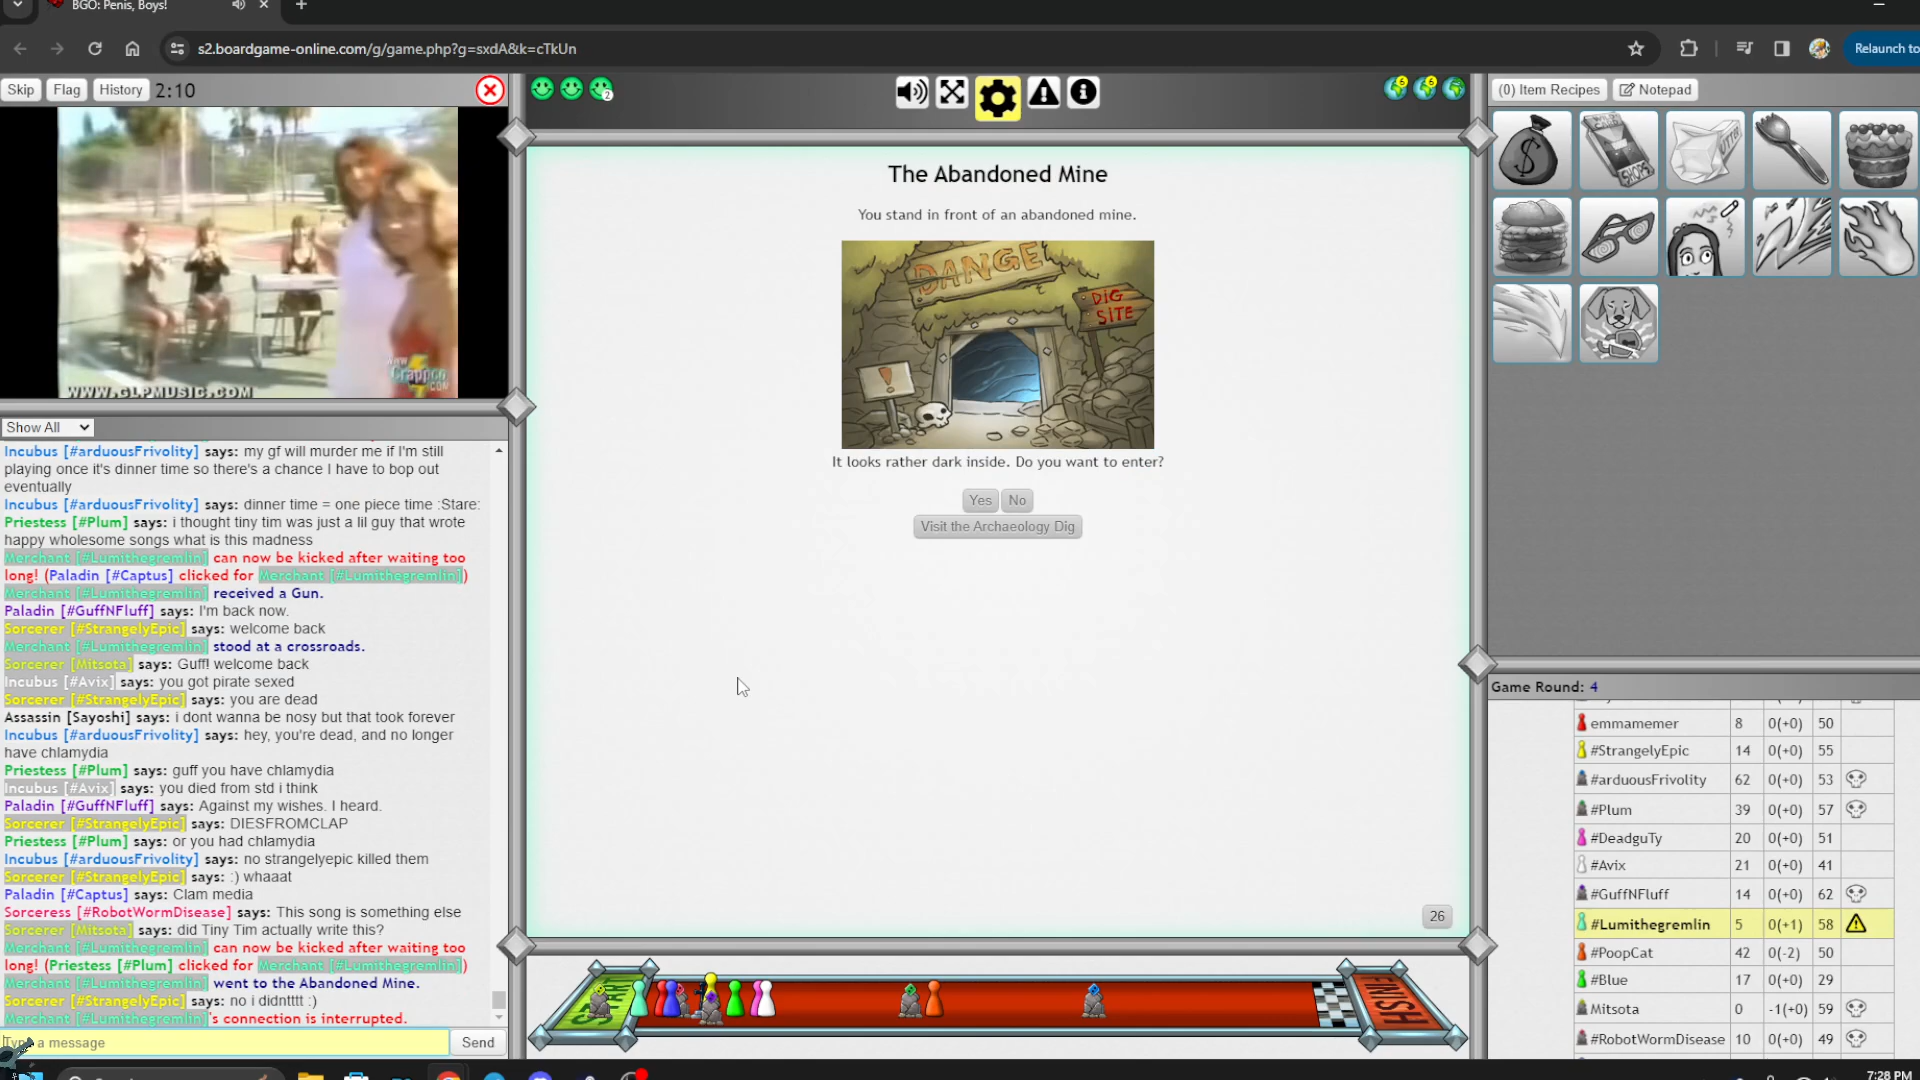 BGO: Penis, Boys!
s2.boardgame-online.com/g/game.php?g=sxdA&k=cTkUn
Relaunch to
Skip Flag History 2:10
WWW.GLPMUSIC.COM
Show All
Incubus [#arduousFrivolity] says: my gf will murder me if I'm still
playing once it's dinner time so there's a chance I have to bop out
eventually
Incubus [#arduousFrivolity] says: dinner time = one piece time :Stare:
Priestess [#Plum] says: i thought tiny tim was just a lil guy that wrote
happy wholesome songs what is this madness
Merchant [#Lumithegremlin] can now be kicked after waiting too
long! (Paladin [#Captus] clicked for Merchant [#Lumithegremlin])
Merchant [#Lumithegremlin] received a Gun.
Paladin [#GuffNFluff] says: I'm back now.
Sorcerer [#StrangelyEpic] says: welcome back
Merchant [#Lumithegremlin] stood at a crossroads.
Sorcerer [Mitsota] says: Guff! welcome back
Incubus [#Avix] says: you got pirate sexed
Sorcerer [#StrangelyEpic] says: you are dead
Assassin [Sayoshi] says: i dont wanna be nosy but that took forever
Incubus [#arduousFrivolity] says: hey, you're dead, and no longer
have chlamydia
Priestess [#Plum] says: guff you have chlamydia
Incubus [#Avix] says: you died from std i think
Paladin [#GuffNFluff] says: Against my wishes. I heard.
Sorcerer [#StrangelyEpic] says: DIESFROMCLAP
Priestess [#Plum] says: or you had chlamydia
Incubus [#arduousFrivolity] says: no strangelyepic killed them
Sorcerer [#StrangelyEpic] says: :) whaaat
Paladin [#Captus] says: Clam media
Sorceress [#RobotWormDisease] says: This song is something else
Sorcerer [Mitsota] says: did Tiny Tim actually write this?
Merchant [#Lumithegremlin] can now be kicked after waiting too
long! (Priestess [#Plum] clicked for Merchant [#Lumithegremlin])
Merchant [#Lumithegremlin] went to the Abandoned Mine.
Sorcerer [#StrangelyEpic] says: no i didntttt :)
Merchant [#Lumithegremlin]'s connection is interrupted.
a message
Send
2
The Abandoned Mine
You stand in front of an abandoned mine.
DANGE
DIG
SITE
!
It looks rather dark inside. Do you want to enter?
Yes No
Visit the Archaeology Dig
26
FINISH
6 6
(0) Item Recipes Notepad
Game Round: 4
emmamemer 8 0(+0) 50
#StrangelyEpic 14 0(+0) 55
#arduousFrivolity 62 0(+0) 53
#Plum 39 0(+0) 57
#DeadguTy 20 0(+0) 51
#Avix 21 0(+0) 41
#GuffNFluff 14 0(+0) 62
#Lumithegremlin 5 0(+1) 58
#PoopCat 42 0(-2) 50
#Blue 17 0(+0) 29
Mitsota 0 -1(+0) 59
#RobotWormDisease 10 0(+0) 49
7:28 PM